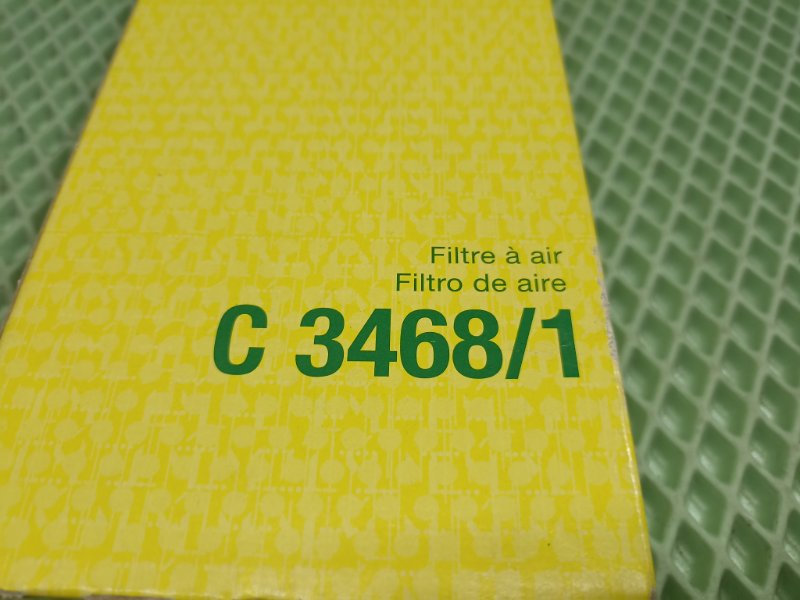 Filtre à air
Filtro de aire
C 3468/1